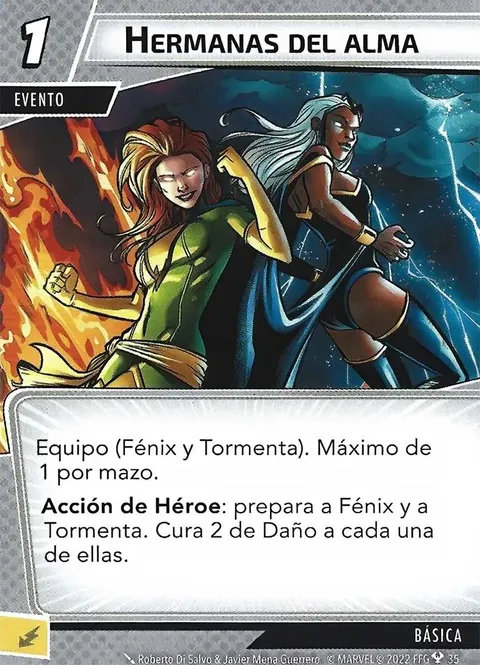 1
HERMANAS DEL ALMA
EVENTO
Equipo (Fénix y Tormenta). Máximo de
1 por mazo.
Acción de Héroe: prepara a Fénix y a
Tormenta. Cura 2 de Daño a cada una
de ellas.
BÁSICA
Roberto Di Salvo & Javier Mena Guerrero © MARVEL © 2022 FFG 35